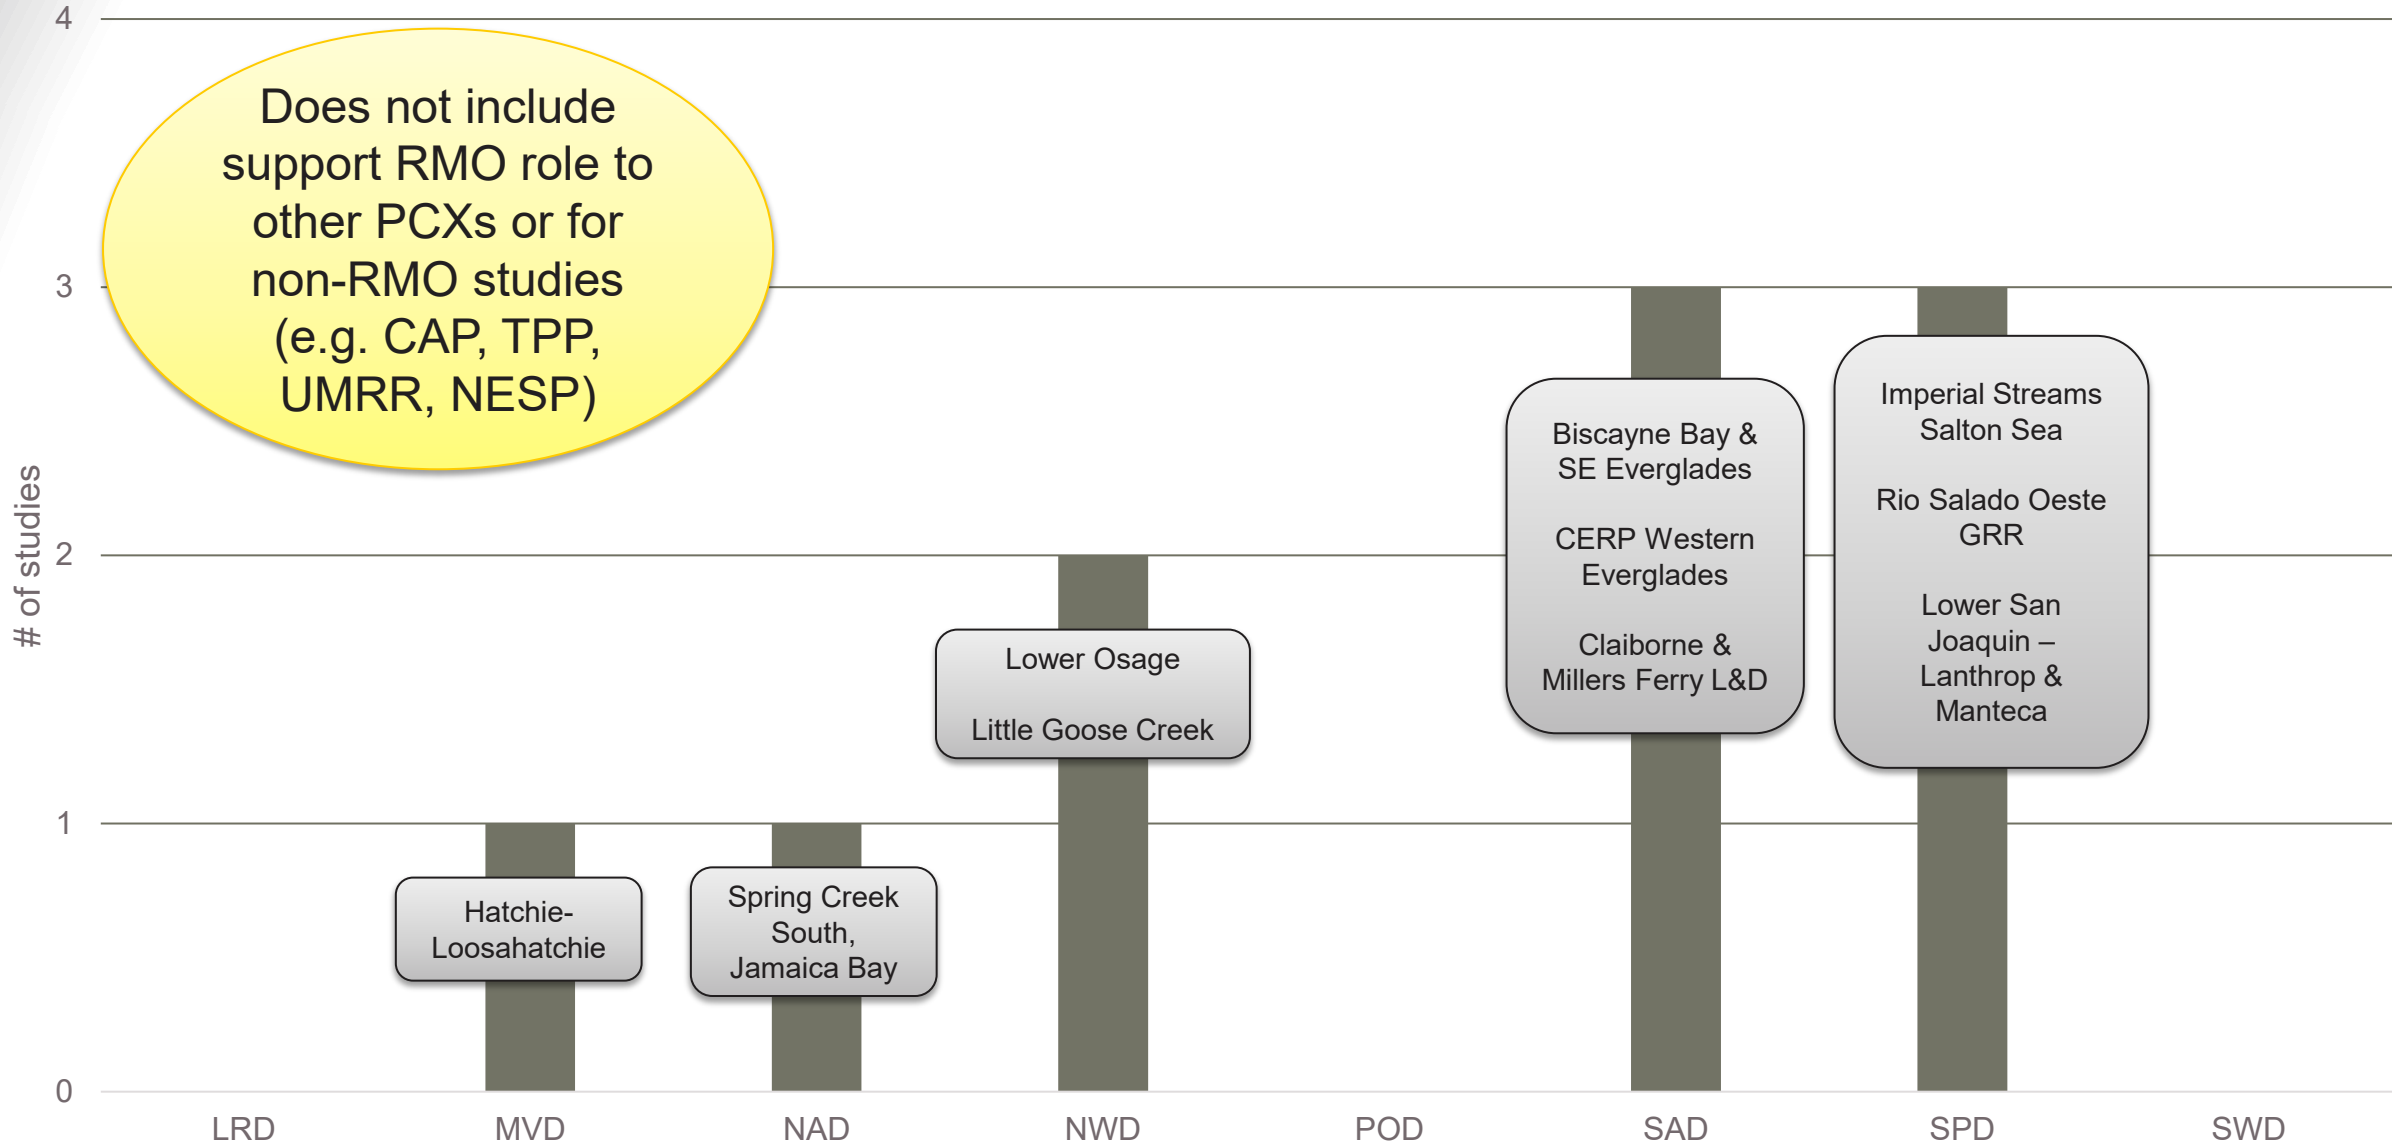 4
Does not include
support RMO role to
other PCXs or for
non-RMO studies
(e.g. CAP, TPP,
UMRR, NESP)
3
Imperial Streams
Salton Sea
Rio Salado Oeste
GRR
Lower San
Joaquin –
Lanthrop &
Manteca
Biscayne Bay &
SE Everglades
CERP Western
Everglades
Claiborne &
Millers Ferry L&D
# of studies
2
Lower Osage
Little Goose Creek
1
Hatchie-
Loosahatchie
Spring Creek
South,
Jamaica Bay
0
LRD MVD NAD NWD POD SAD SPD SWD